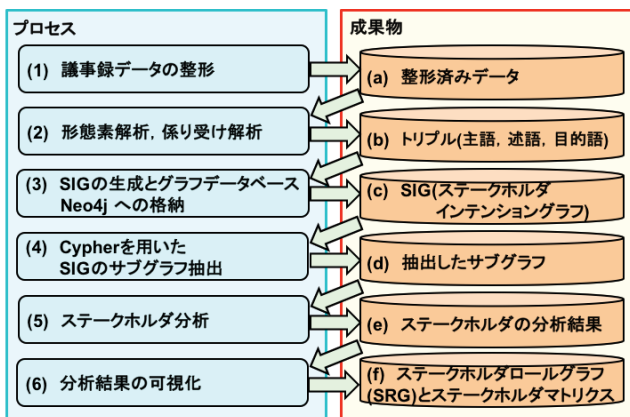 プロセス
成果物
(1) 議事録データの整形
(a) 整形済みデータ
(2) 形態素解析，係り受け解析
(b) トリプル(主語，述語，目的語)
(3) SIGの生成とグラフデータベース
Neo4j への格納
(c) SIG(ステークホルダ
インテンショングラフ)
(4) Cypherを用いた
SIGのサブグラフ抽出
(d) 抽出したサブグラフ
(5) ステークホルダ分析
(e) ステークホルダの分析結果
(6) 分析結果の可視化
(f) ステークホルダロールグラフ
(SRG)とステークホルダマトリクス